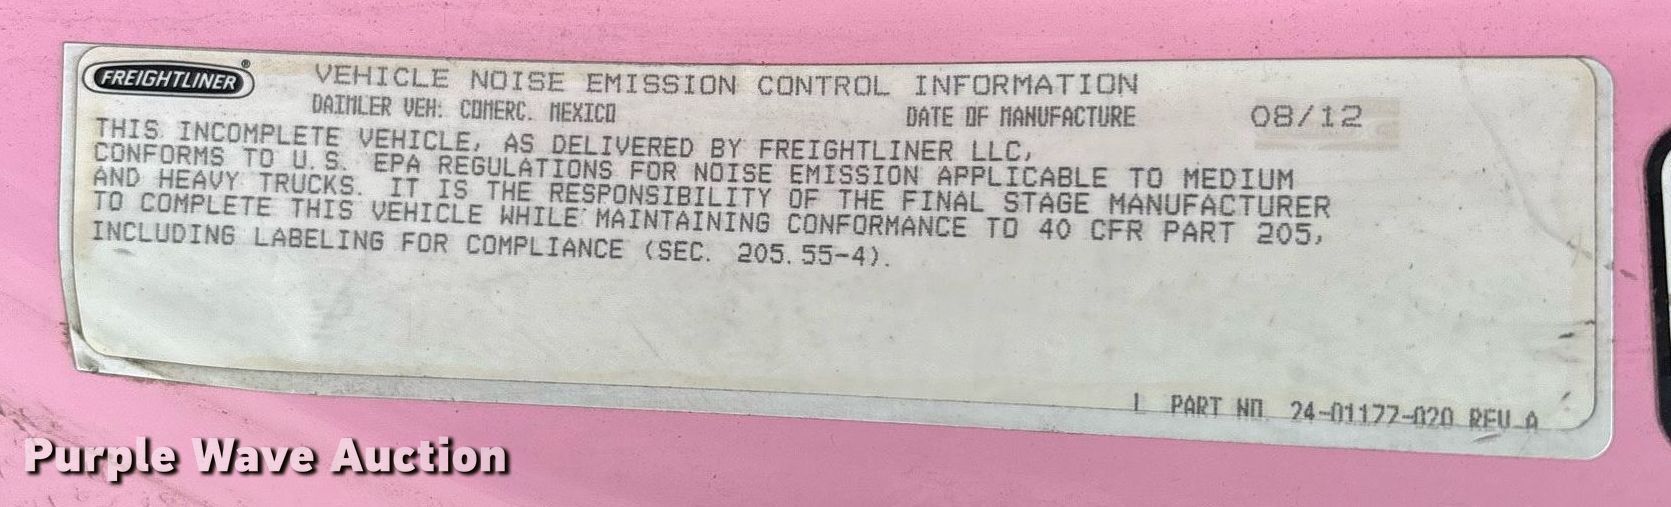 FREIGHTLINER®
VEHICLE NOISE EMISSION CONTROL INFORMATION
DAIMLER VEH: COMERC. MEXICO DATE OF MANUFACTURE 08/12
THIS INCOMPLETE VEHICLE, AS DELIVERED BY FREIGHTLINER LLC,
CONFORMS TO U.S. EPA REGULATIONS FOR NOISE EMISSION APPLICABLE TO MEDIUM
AND HEAVY TRUCKS. IT IS THE RESPONSIBILITY OF THE FINAL STAGE MANUFACTURER
TO COMPLETE THIS VEHICLE WHILE MAINTAINING CONFORMANCE TO 40 CFR PART 205,
INCLUDING LABELING FOR COMPLIANCE (SEC. 205.55-4).
PART NO. 24-01177-020 REV A
Purple Wave Auction